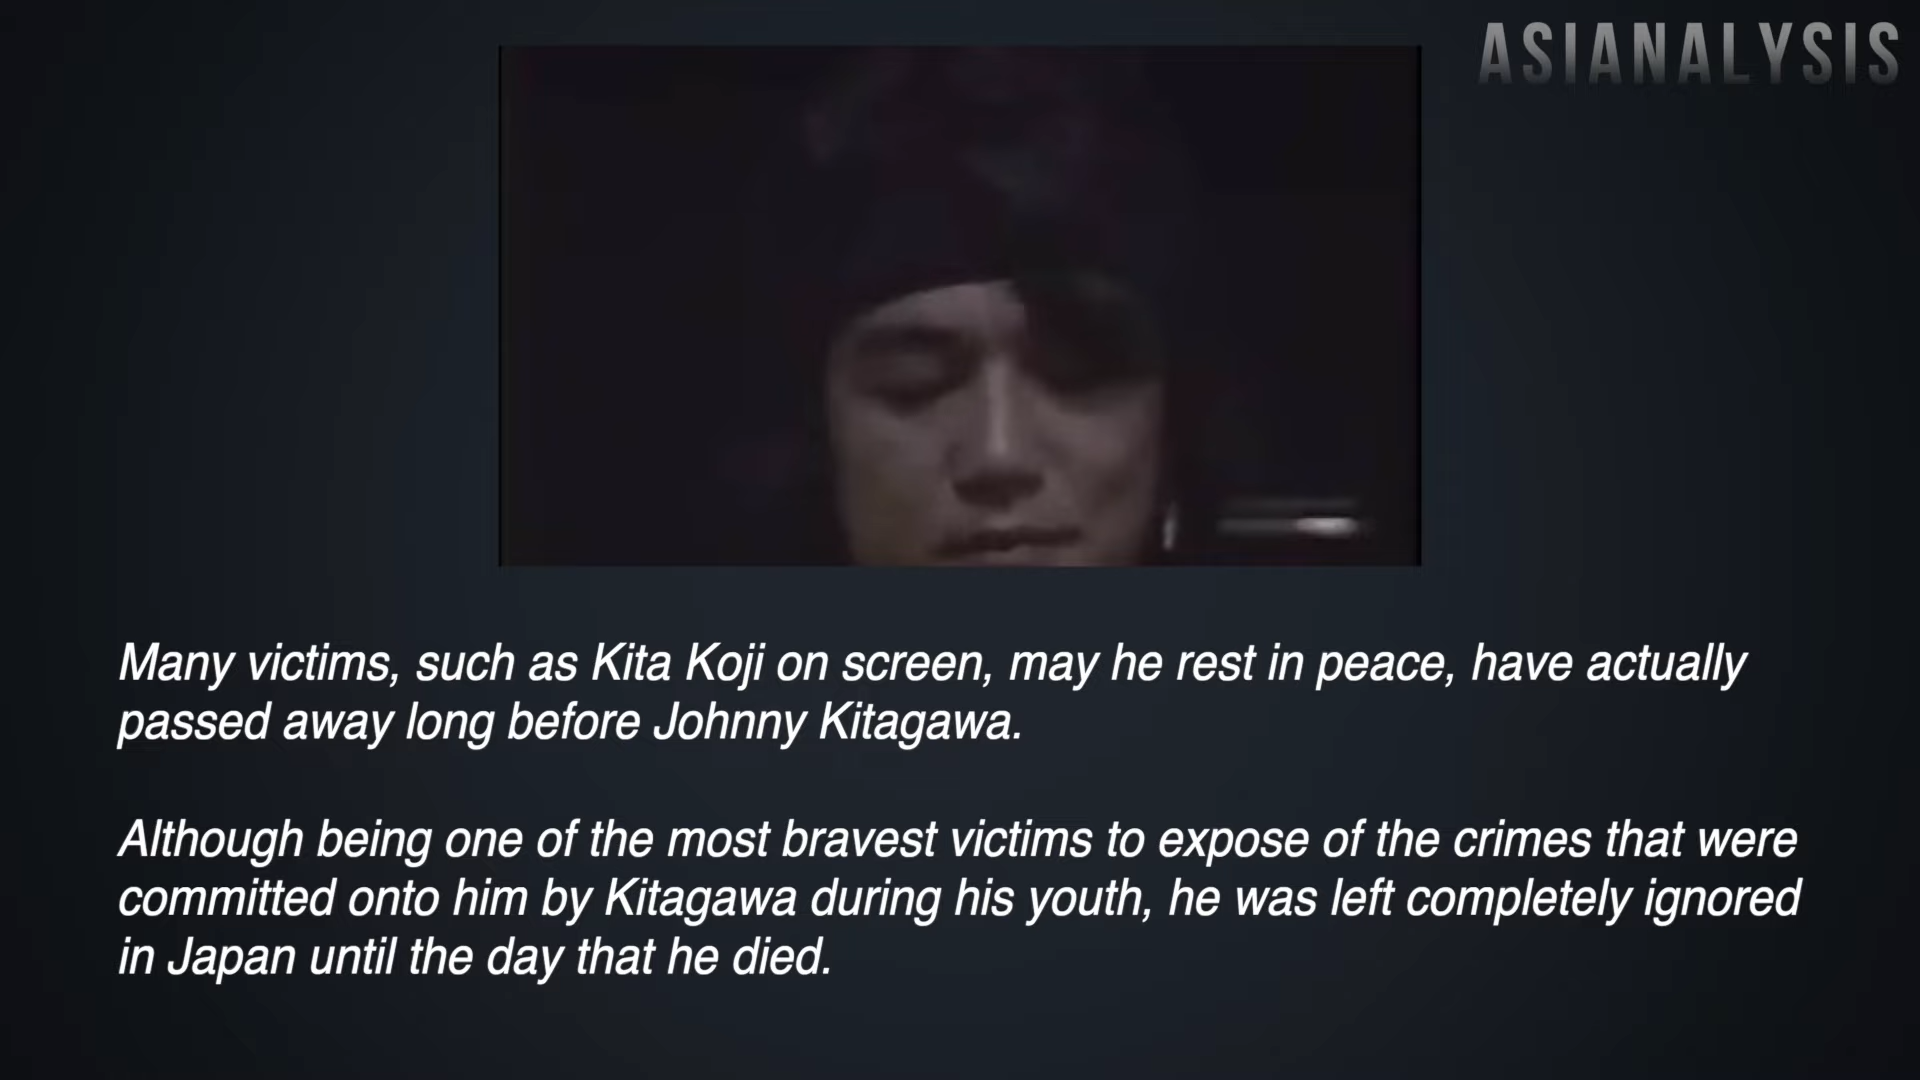 ASIANALYSIS
Many victims, such as Kita Koji on screen, may he rest in peace, have actually
passed away long before Johnny Kitagawa.
Although being one of the most bravest victims to expose of the crimes that were
committed onto him by Kitagawa during his youth, he was left completely ignored
in Japan until the day that he died.